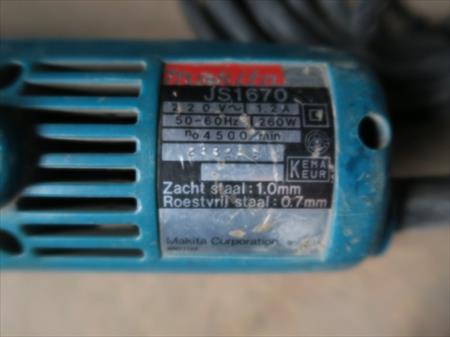 makita
JS1670
220V~ 1.2A
50-60Hz 260W
no 4500/min
KEMA
KEUR
Zacht staal: 1.0mm
Roestvrij staal: 0.7mm
Makita Corporation